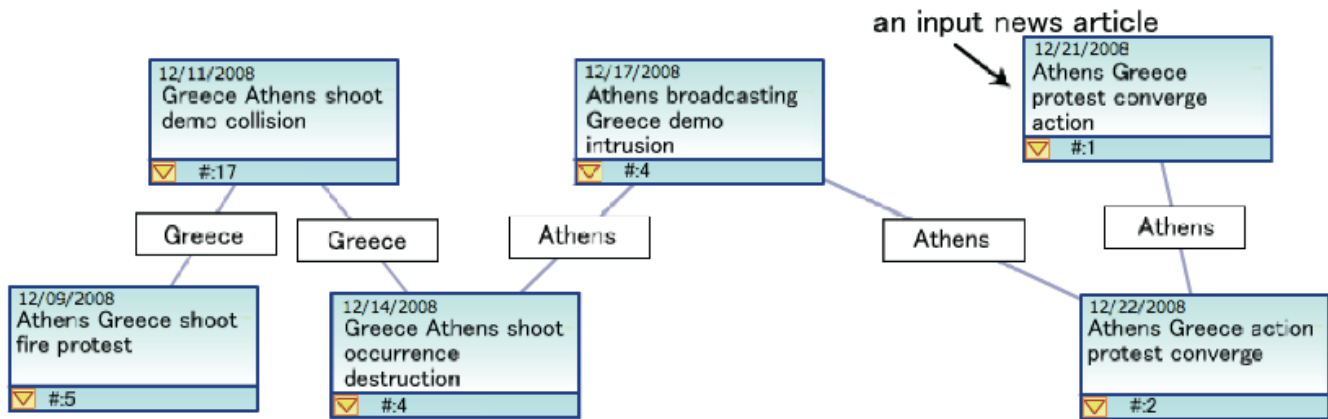 an input news article
12/11/2008
Greece Athens shoot
demo collision
#:17
12/17/2008
Athens broadcasting
Greece demo
intrusion
#:4
12/21/2008
Athens Greece
protest converge
action
#:1
Greece
Greece
Athens
Athens
Athens
12/09/2008
Athens Greece shoot
fire protest
#:5
12/14/2008
Greece Athens shoot
occurrence
destruction
#:4
12/22/2008
Athens Greece action
protest converge
#:2